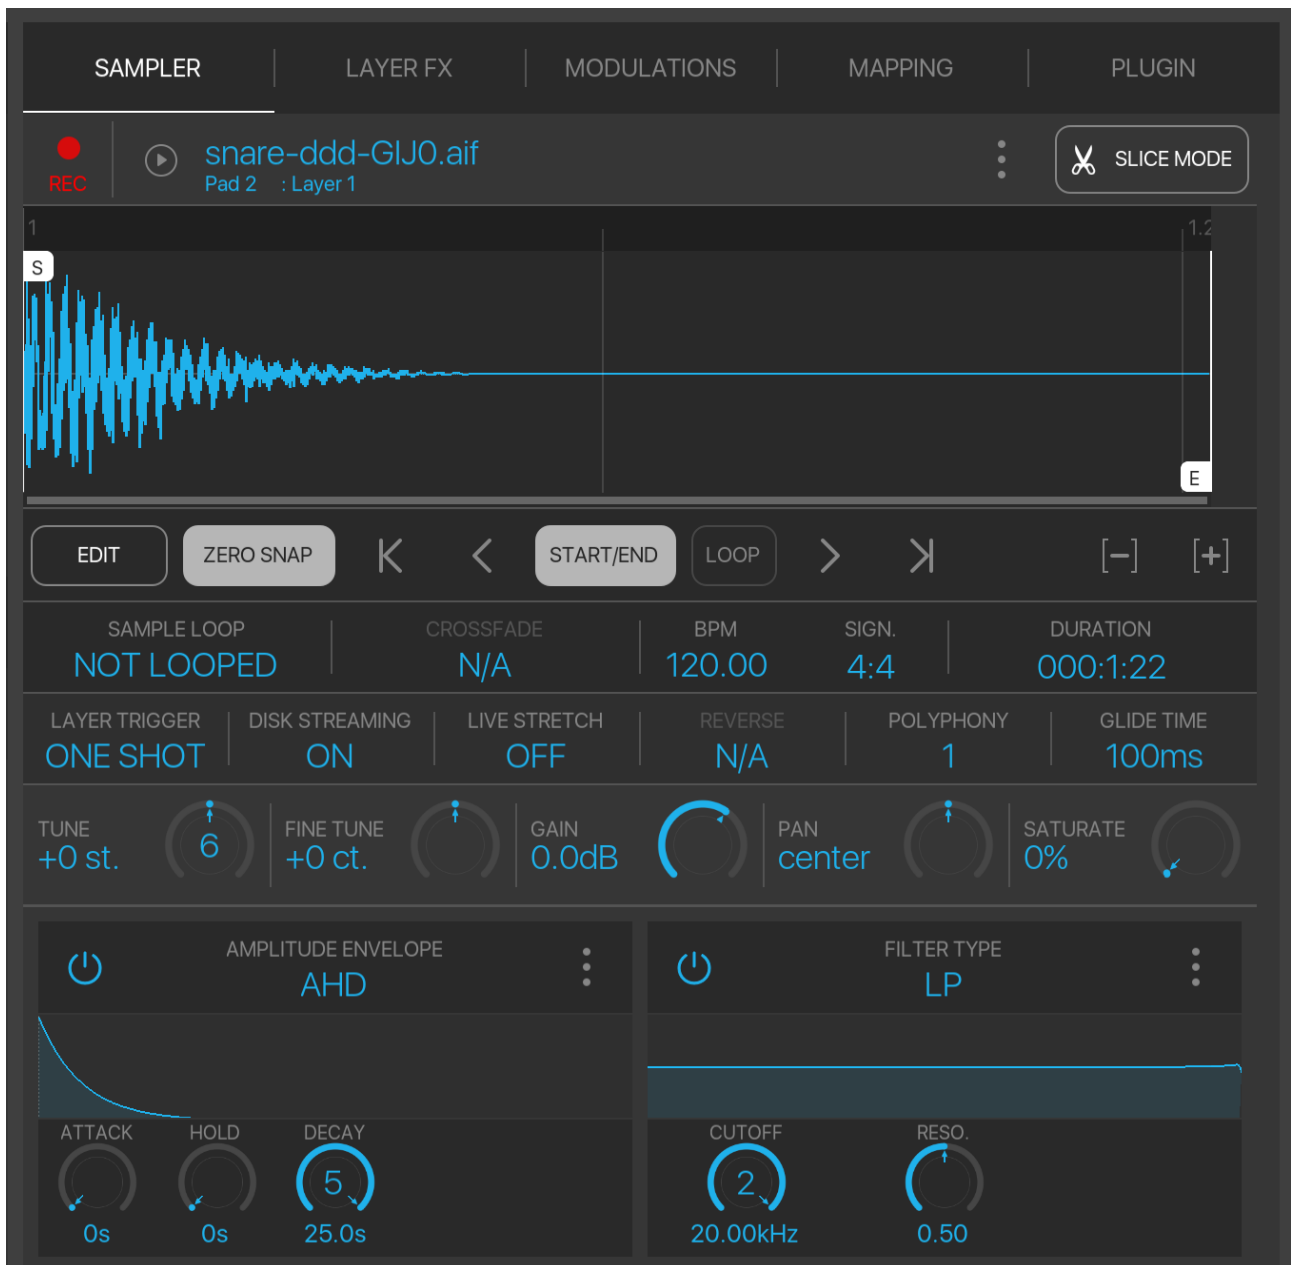 SAMPLER LAYER FX MODULATIONS MAPPING PLUGIN
REC snare-ddd-GIJ0.aif SLICE MODE
Pad 2 : Layer 1
1 1.2
S
E
EDIT ZERO SNAP START/END LOOP [−] [+]
SAMPLE LOOP CROSSFADE BPM SIGN. DURATION
NOT LOOPED N/A 120.00 4:4 000:1:22
LAYER TRIGGER DISK STREAMING LIVE STRETCH REVERSE POLYPHONY GLIDE TIME
ONE SHOT ON OFF N/A 1 100ms
TUNE 6 FINE TUNE GAIN PAN SATURATE
+0 st. +0 ct. 0.0dB center 0%
AMPLITUDE ENVELOPE FILTER TYPE
AHD LP
ATTACK HOLD DECAY CUTOFF RESO.
5 2
0s 0s 25.0s 20.00kHz 0.50